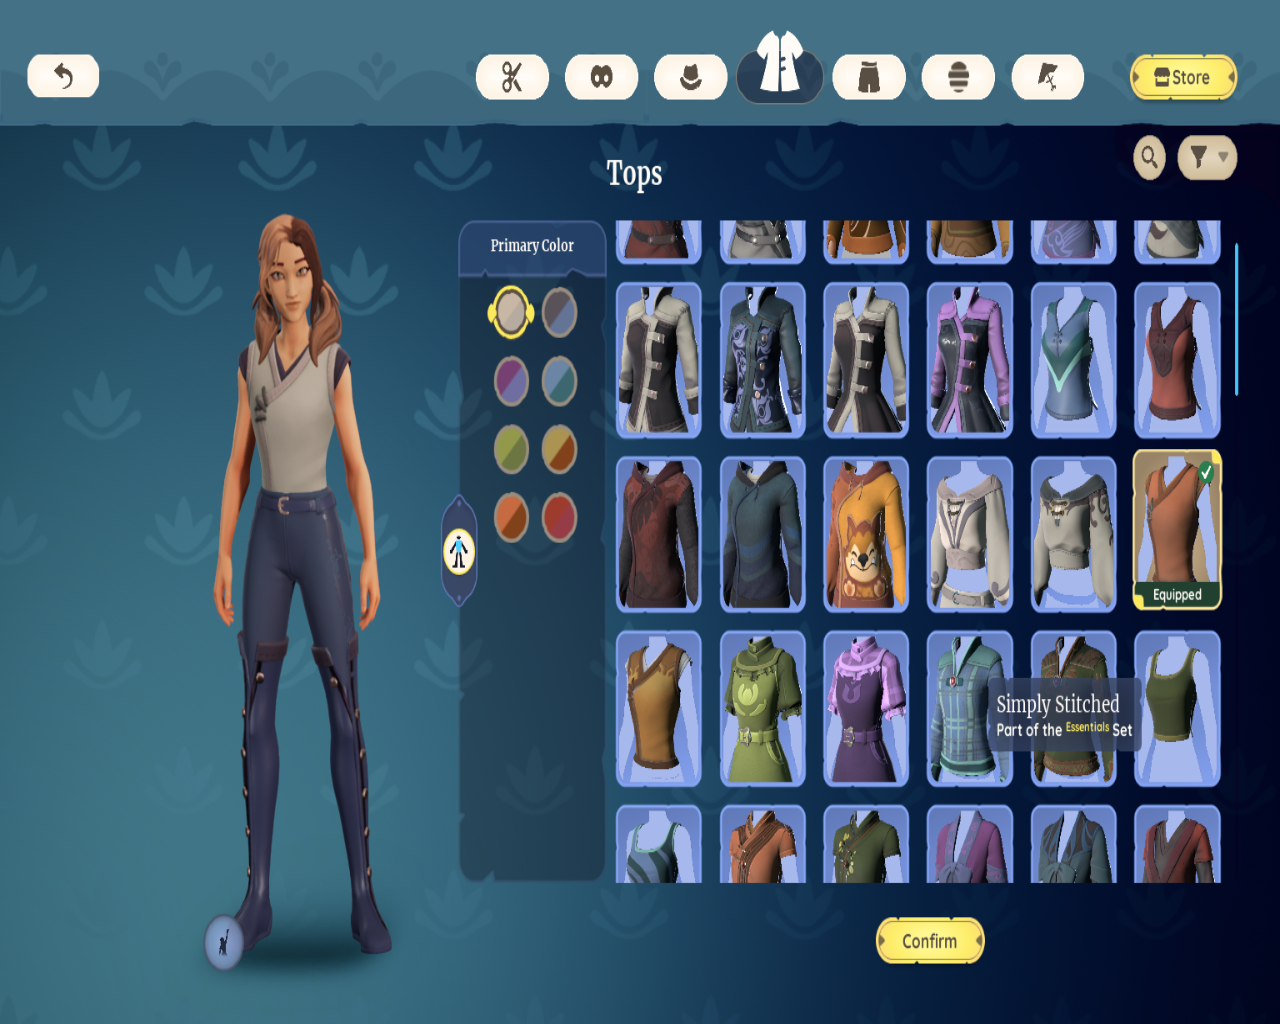 Store
Tops
Primary Color
Equipped
Simply Stitched
Part of the Essentials Set
Confirm